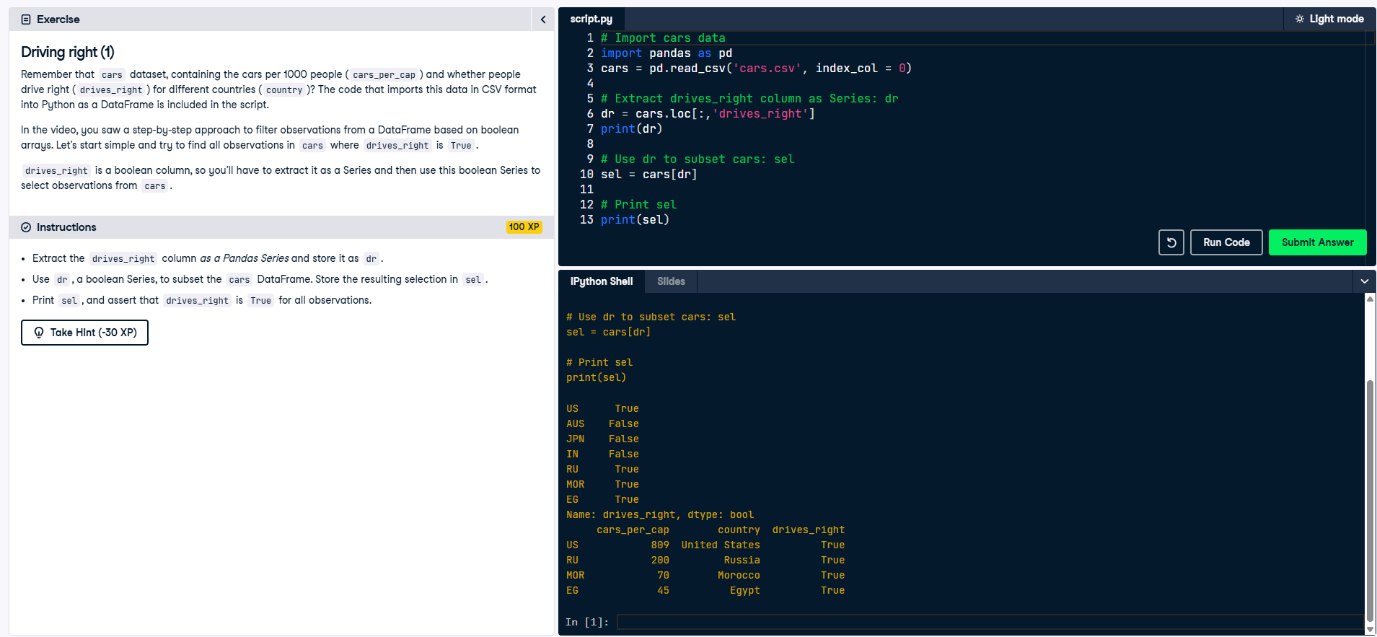 Exercise
Driving right (1)
Remember that cars dataset, containing the cars per 1000 people ( cars_per_cap ) and whether people
drive right ( drives_right ) for different countries ( country )? The code that imports this data in CSV format
into Python as a DataFrame is included in the script.
In the video, you saw a step-by-step approach to filter observations from a DataFrame based on boolean
arrays. Let's start simple and try to find all observations in cars where drives_right is True .
drives_right is a boolean column, so you'll have to extract it as a Series and then use this boolean Series to
select observations from cars .
Instructions
100 XP
• Extract the drives_right column as a Pandas Series and store it as dr .
• Use dr , a boolean Series, to subset the cars DataFrame. Store the resulting selection in sel .
• Print sel , and assert that drives_right is True for all observations.
Take Hint (-30 XP)
script.py
Light mode
1 # Import cars data
2 import pandas as pd
3 cars = pd.read_csv('cars.csv', index_col = 0)
4
5 # Extract drives_right column as Series: dr
6 dr = cars.loc[:,'drives_right']
7 print(dr)
8
9 # Use dr to subset cars: sel
10 sel = cars[dr]
11
12 # Print sel
13 print(sel)
Run Code
Submit Answer
IPython Shell
Slides
# Use dr to subset cars: sel
sel = cars[dr]
# Print sel
print(sel)
US      True
AUS    False
JPN    False
IN     False
RU      True
MOR     True
EG      True
Name: drives_right, dtype: bool
     cars_per_cap        country  drives_right
US            809  United States          True
RU            200         Russia          True
MOR            70        Morocco          True
EG             45          Egypt          True
In [1]: